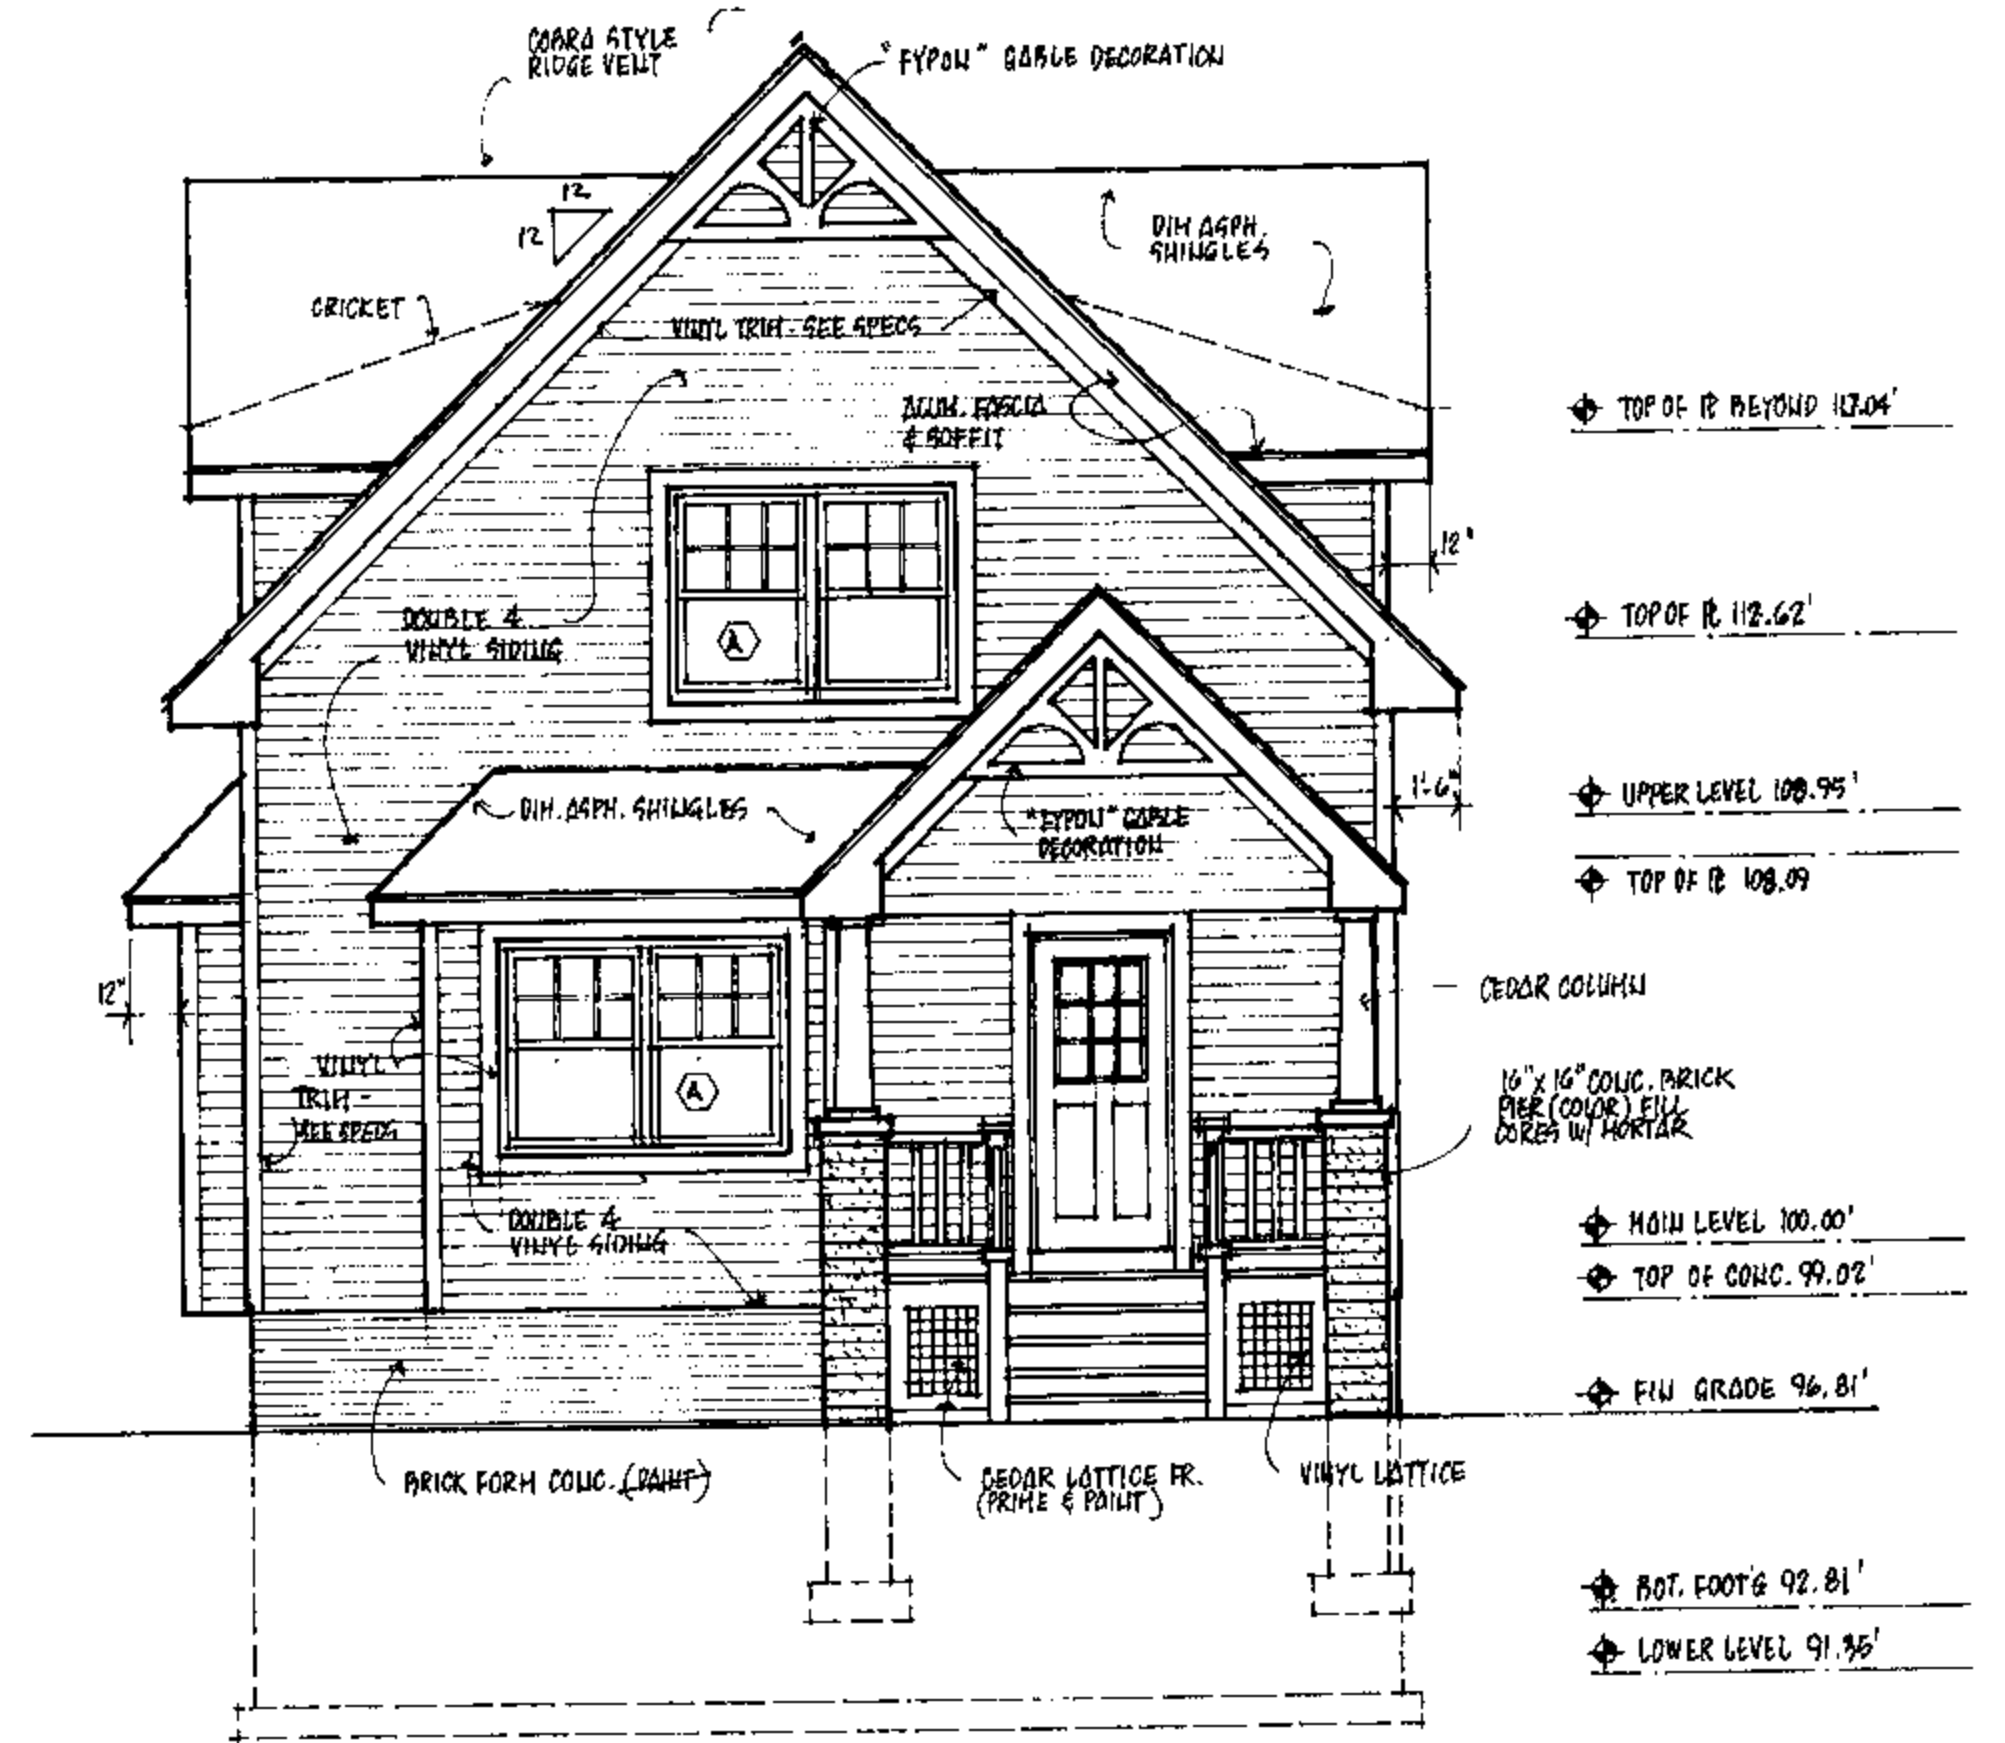 COBRA STYLE
RIDGE VENT
"FYPON" GABLE DECORATION
12
12
DIM ASPH.
SHINGLES
CRICKET
VINYL TRIM - SEE SPECS
ALUM. FASCIA
& SOFFIT
TOP OF PL BEYOND 117.04'
12"
TOP OF PL 112.62'
DOUBLE 4
VINYL SIDING
A
UPPER LEVEL 108.95'
1'-6"
DIM. ASPH. SHINGLES
"FYPON" GABLE
DECORATION
TOP OF PL 108.09
12"
CEDAR COLUMN
VINYL
TRIM -
SEE SPECS
A
16" X 16" CONC. BRICK
PIER (COLOR) FILL
CORES W/ MORTAR
DOUBLE 4
VINYL SIDING
MAIN LEVEL 100.00'
TOP OF CONC. 99.02'
FIN GRADE 96.81'
BRICK FORM CONC. (PAINT)
CEDAR LATTICE FR.
(PRIME & PAINT)
VINYL LATTICE
BOT. FOOT'G 92.81'
LOWER LEVEL 91.35'